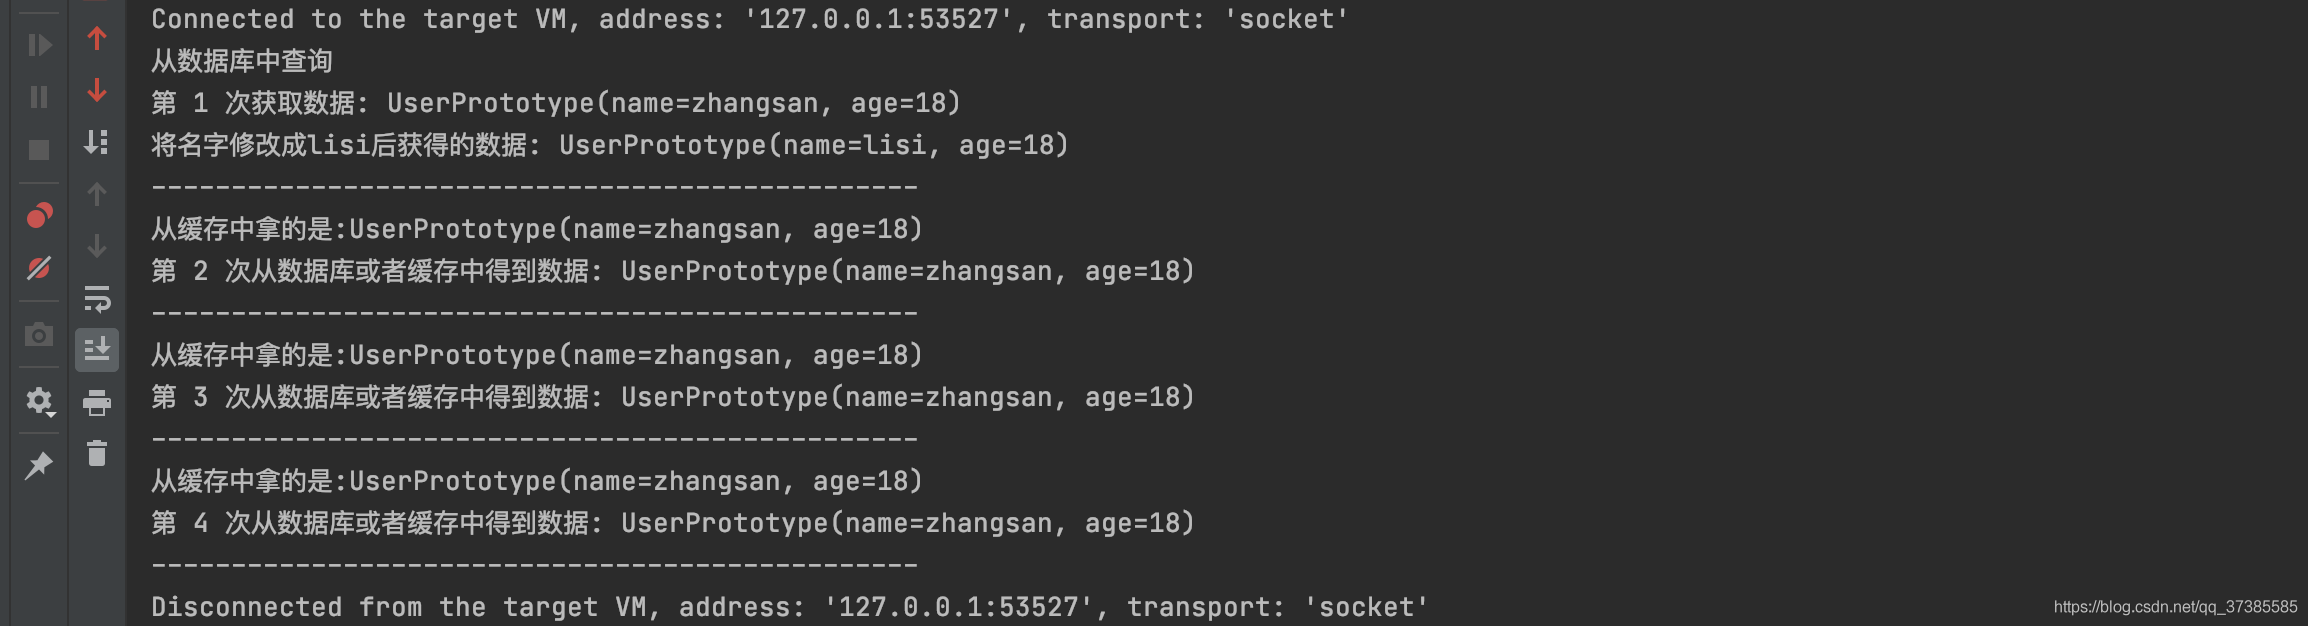 Connected to the target VM, address: '127.0.0.1:53527', transport: 'socket'
从数据库中查询
第 1 次获取数据: UserPrototype(name=zhangsan, age=18)
将名字修改成lisi后获得的数据: UserPrototype(name=lisi, age=18)
------------------------------------------------
从缓存中拿的是:UserPrototype(name=zhangsan, age=18)
第 2 次从数据库或者缓存中得到数据: UserPrototype(name=zhangsan, age=18)
------------------------------------------------
从缓存中拿的是:UserPrototype(name=zhangsan, age=18)
第 3 次从数据库或者缓存中得到数据: UserPrototype(name=zhangsan, age=18)
------------------------------------------------
从缓存中拿的是:UserPrototype(name=zhangsan, age=18)
第 4 次从数据库或者缓存中得到数据: UserPrototype(name=zhangsan, age=18)
------------------------------------------------
Disconnected from the target VM, address: '127.0.0.1:53527', transport: 'socket'
https://blog.csdn.net/qq_37385585